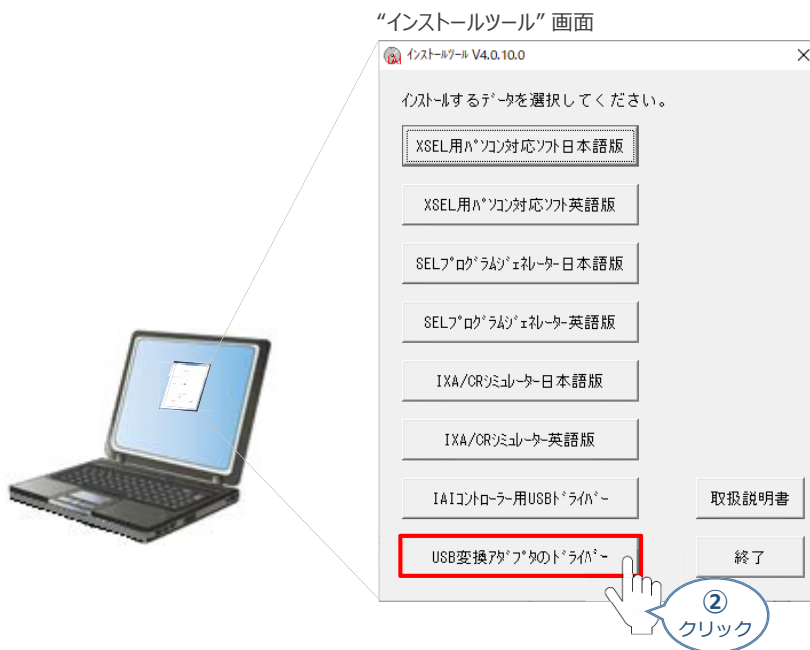 “インストールツール” 画面
ｲﾝｽﾄｰﾙﾂｰﾙ V4.0.10.0
ｲﾝｽﾄｰﾙするﾃﾞｰﾀを選択してください。
XSEL用ﾊﾟｿｺﾝ対応ｿﾌﾄ日本語版
XSEL用ﾊﾟｿｺﾝ対応ｿﾌﾄ英語版
SELﾌﾟﾛｸﾞﾗﾑｼﾞｪﾈﾚｰﾀｰ日本語版
SELﾌﾟﾛｸﾞﾗﾑｼﾞｪﾈﾚｰﾀｰ英語版
IXA/CRｼﾐｭﾚｰﾀｰ日本語版
IXA/CRｼﾐｭﾚｰﾀｰ英語版
IAIｺﾝﾄﾛｰﾗｰ用USBﾄﾞﾗｲﾊﾞｰ
取扱説明書
USB変換ｱﾀﾞﾌﾟﾀのﾄﾞﾗｲﾊﾞｰ
終了
②
クリック